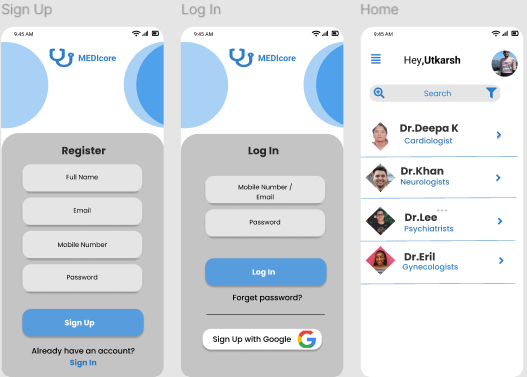 Sign Up
9:45 AM
MEDIcore
Register
Full Name
Email
Mobile Number
Password
Sign Up
Already have an account?
Sign In
Log In
9:45 AM
MEDIcore
Log In
Mobile Number /
Email
Password
Log In
Forget password?
Sign Up with Google
Home
9:45 AM
Hey,Utkarsh
Search
Dr.Deepa K
Cardiologist
Dr.Khan
Neurologists
Dr.Lee
Psychiatrists
Dr.Eril
Gynecologists